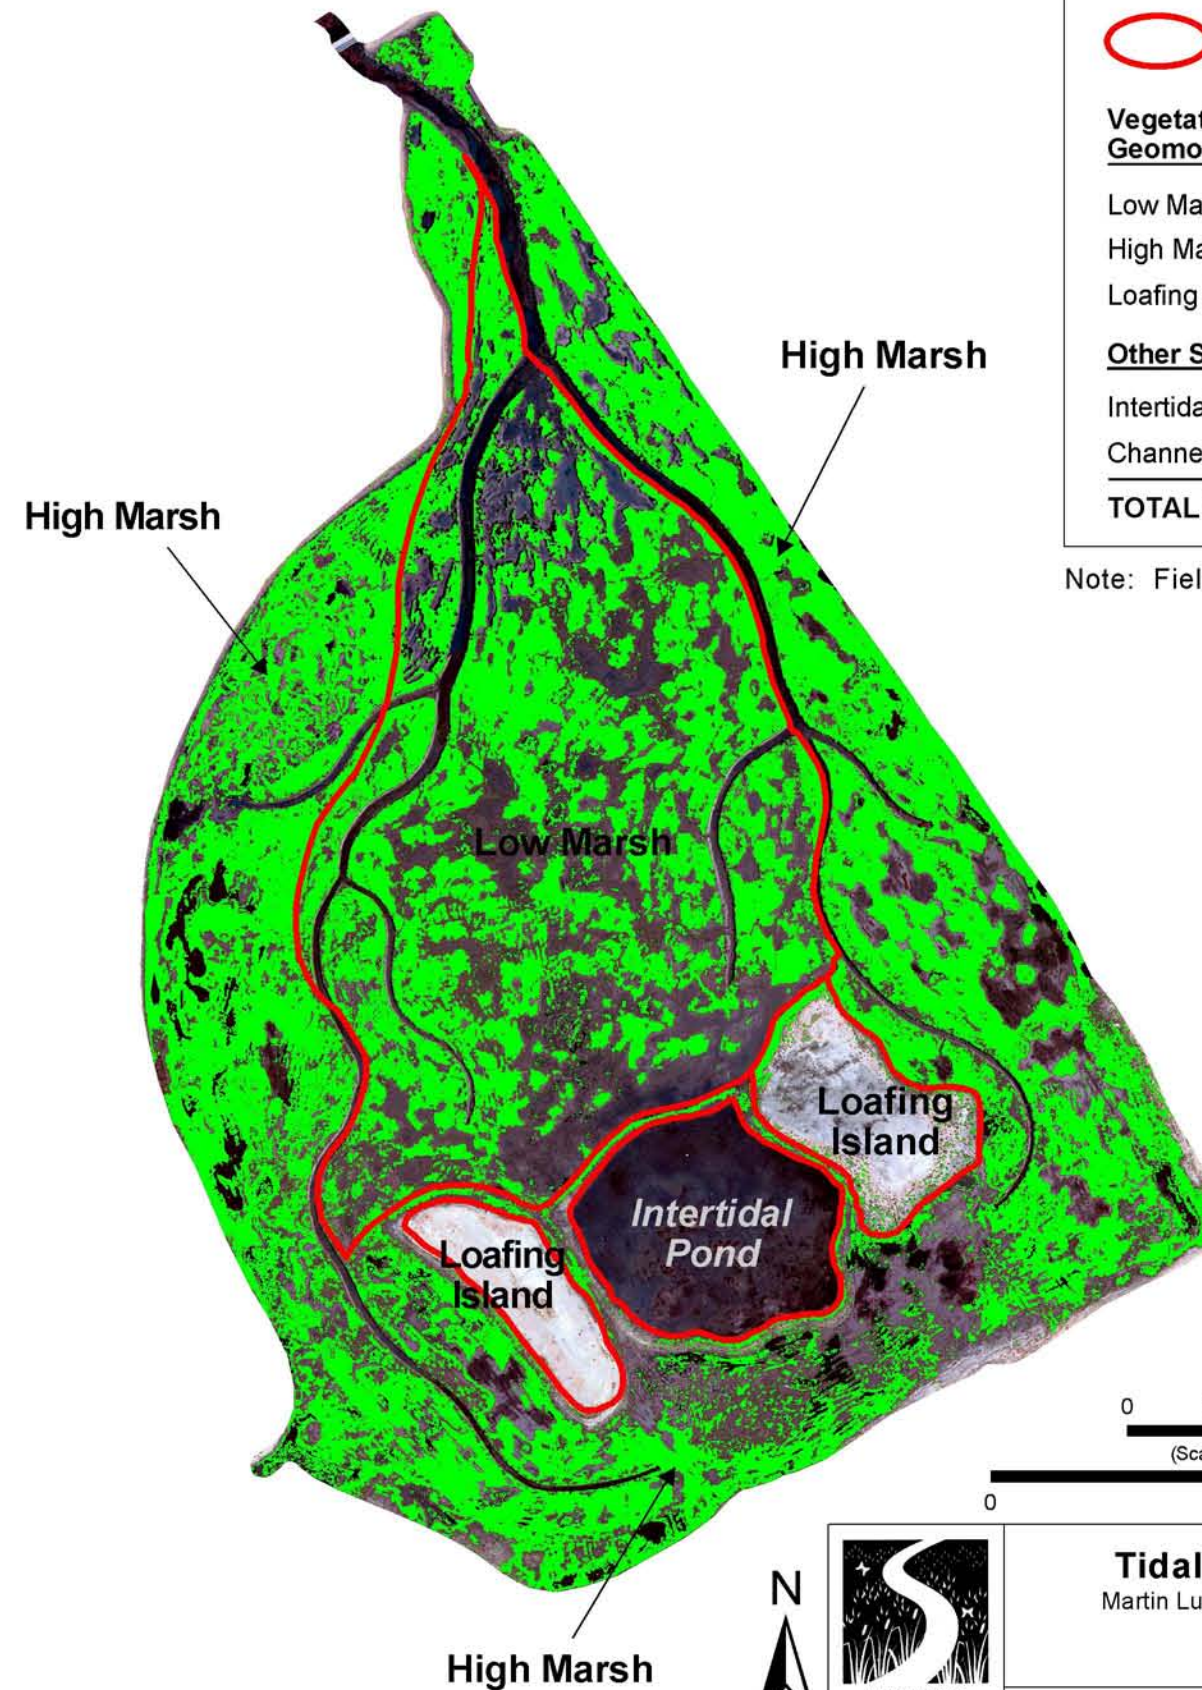 Vegetat
Geomo
Low Ma
High Ma
Loafing
Other S
Intertida
Channe
TOTAL
Note: Fiel
High Marsh
High Marsh
Low Marsh
Loafing
Island
Intertidal
Pond
Loafing
Island
High Marsh
0
(Sca
0
N
Tidal
Martin Lu